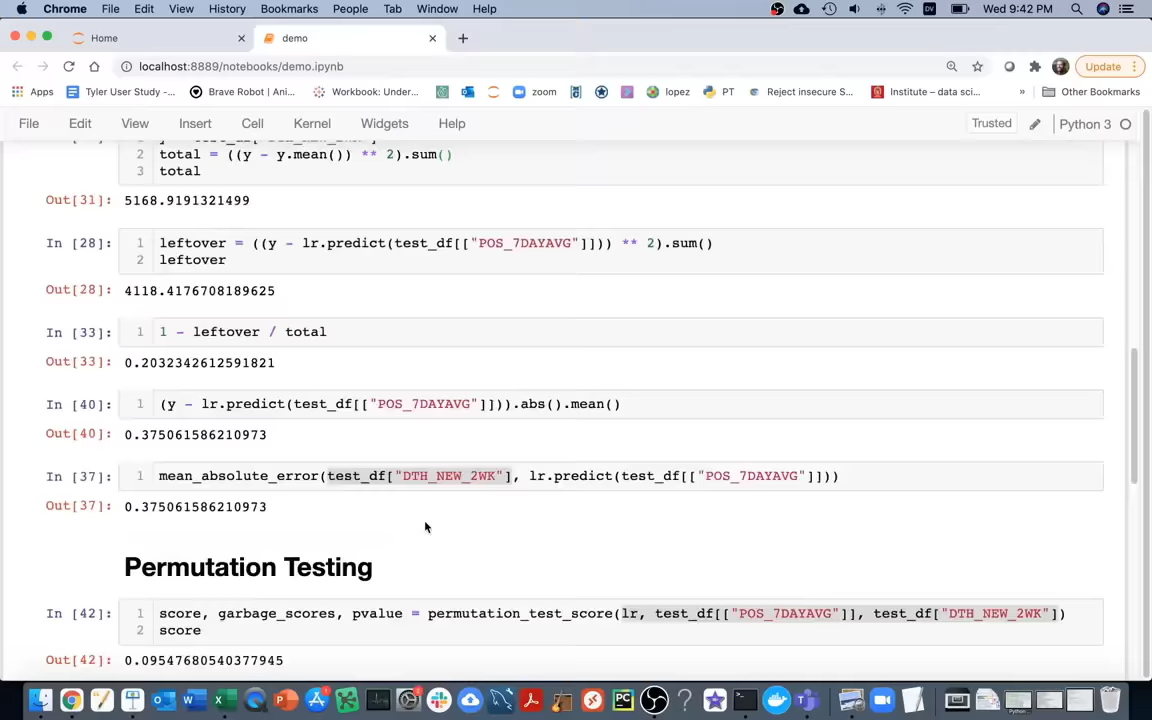 Chrome File Edit View History Bookmarks People Tab Window Help DV Wed 9:42 PM
Home demo
localhost:8889/notebooks/demo.ipynb Update
Apps Tyler User Study -... Brave Robot | Ani... Workbook: Under... zoom lopez PT Reject insecure S... Institute – data sci... » Other Bookmarks
File Edit View Insert Cell Kernel Widgets Help Trusted Python 3
2 total = ((y - y.mean()) ** 2).sum()
3 total
Out[31]: 5168.9191321499
In [28]: 1 leftover = ((y - lr.predict(test_df[["POS_7DAYAVG"]])) ** 2).sum()
2 leftover
Out[28]: 4118.4176708189625
In [33]: 1 1 - leftover / total
Out[33]: 0.2032342612591821
In [40]: 1 (y - lr.predict(test_df[["POS_7DAYAVG"]])).abs().mean()
Out[40]: 0.375061586210973
In [37]: 1 mean_absolute_error(test_df["DTH_NEW_2WK"], lr.predict(test_df[["POS_7DAYAVG"]]))
Out[37]: 0.375061586210973
Permutation Testing
In [42]: 1 score, garbage_scores, pvalue = permutation_test_score(lr, test_df[["POS_7DAYAVG"]], test_df["DTH_NEW_2WK"])
2 score
Out[42]: 0.09547680540377945